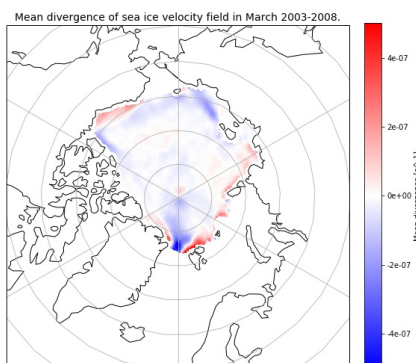 Mean divergence of sea ice velocity field in March 2003-2008.
4e-07
2e-07
0e+00
-2e-07
-4e-07